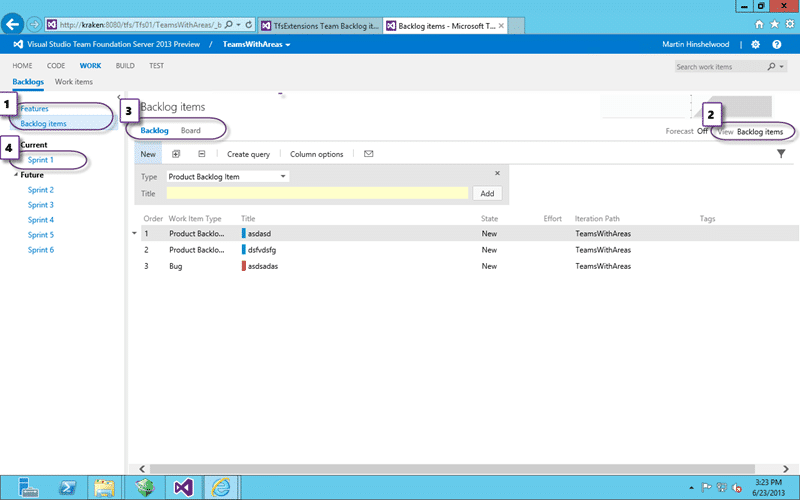 http://kraken:8080/tfs/Tfs01/TeamsWithAreas/_b
TfsExtensions Team Backlog it...
Backlog items - Microsoft T...
Visual Studio Team Foundation Server 2013 Preview / TeamsWithAreas
Martin Hinshelwood
HOME CODE WORK BUILD TEST
Search work items
Backlogs Work items
1
Features
Backlog items
3
Backlog items
2
Backlog Board
Forecast Off View Backlog items
4
Current
Sprint 1
Future
Sprint 2
Sprint 3
Sprint 4
Sprint 5
Sprint 6
New Create query Column options
Type Product Backlog Item
Title Add
Order Work Item Type Title State Effort Iteration Path Tags
1 Product Backlo... asdasd New TeamsWithAreas
2 Product Backlo... dsfvdsfg New TeamsWithAreas
3 Bug asdsadas New TeamsWithAreas
3:23 PM
6/23/2013